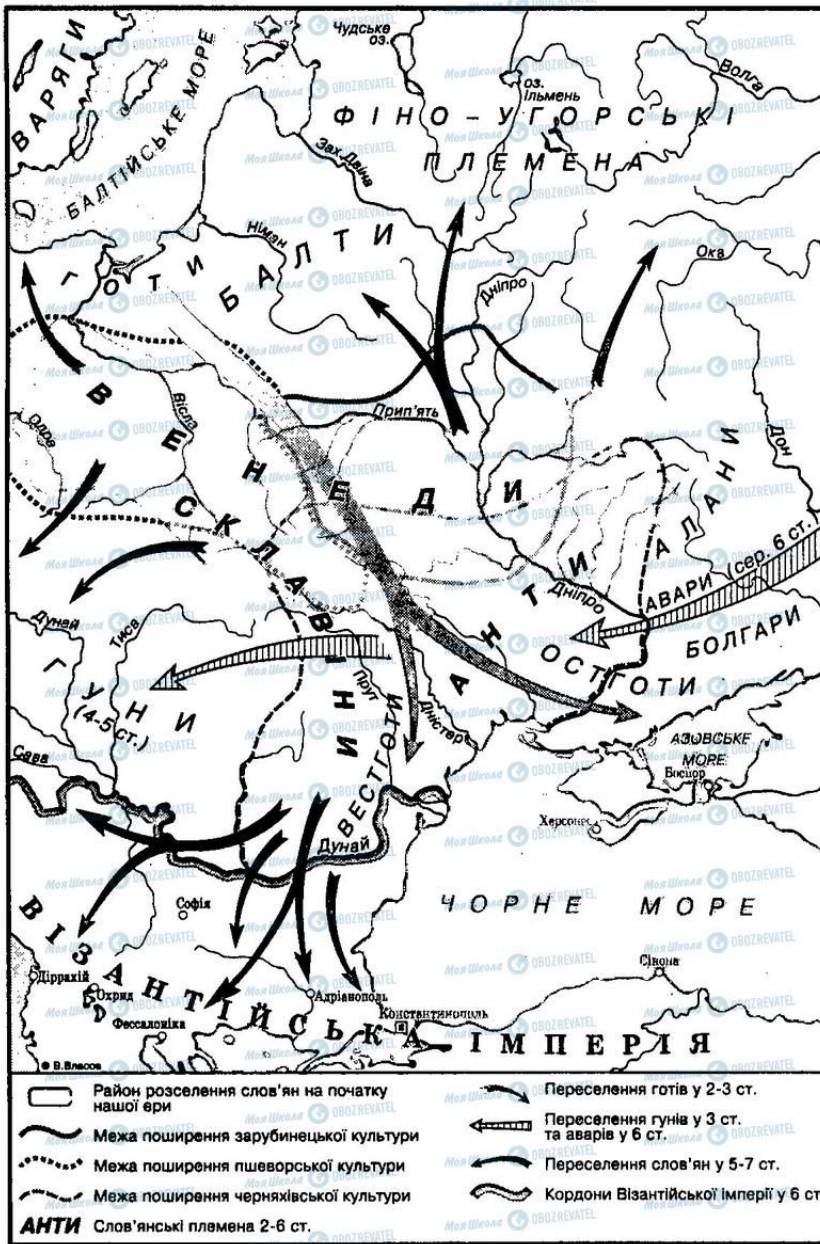 ВАРЯГИ
БАЛТІЙСЬКЕ МОРЕ
Чудське
оз.
оз.
Ільмень
Волга
ФІНО-УГОРСЬКІ
ПЛЕМЕНА
Зах.Двіна
Німан
ГОТИ
БАЛТИ
Дніпро
Ока
ВЕНЕДИ
Вісла
Одра
Прип'ять
Дон
СКЛАВІНИ
АЛАНИ
АНТИ
Дніпро
АВАРИ (сер. 6 ст.)
БОЛГАРИ
ОСТГОТИ
Дунай
Тиса
ГУНИ
(4-5 ст.)
Прут
Дністер
ВЕСТГОТИ
Сава
Дунай
АЗОВСЬКЕ
МОРЕ
Боспор
Херсонес
ЧОРНЕ МОРЕ
Софія
Сінопа
Діррахій
Охрид
Фессалоніка
Адріанополь
Константинополь
ВІЗАНТІЙСЬКА ІМПЕРІЯ
В.Власов
Район розселення слов'ян на початку
нашої ери
Межа поширення зарубинецької культури
Межа поширення пшеворської культури
Межа поширення черняхівської культури
АНТИ Слов'янські племена 2-6 ст.
Переселення готів у 2-3 ст.
Переселення гунів у 3 ст.
та аварів у 6 ст.
Переселення слов'ян у 5-7 ст.
Кордони Візантійської імперії у 6 ст
Моя Школа OBOZREVATEL